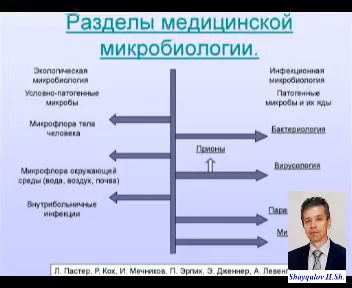 Разделы медицинской
микробиологии.
Экологическая
микробиология
Условно-патогенные
микробы
Микрофлора тела
человека
Микрофлора окружающей
среды (вода, воздух, почва)
Внутрибольничные
инфекции
Прионы
Инфекционная
микробиология
Патогенные
микробы и их яды
Бактериология
Вирусология
Л. Пастер, Р. Кох, И. Мечников, П. Эрлих, Э. Дженнер, А. Левен
Shoyqulov H.Sh.